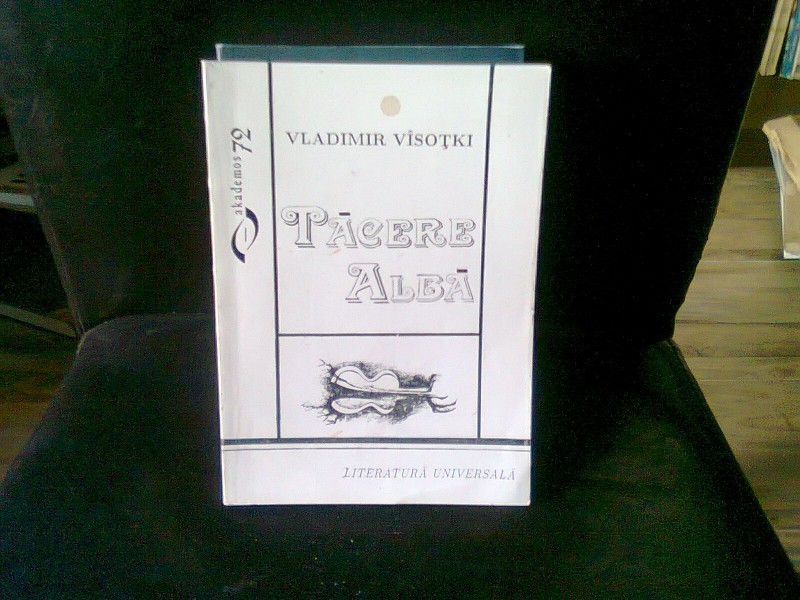 akademos 72
VLADIMIR VÎSOȚKI
TĂCERE
ALBĂ
LITERATURĂ UNIVERSALĂ